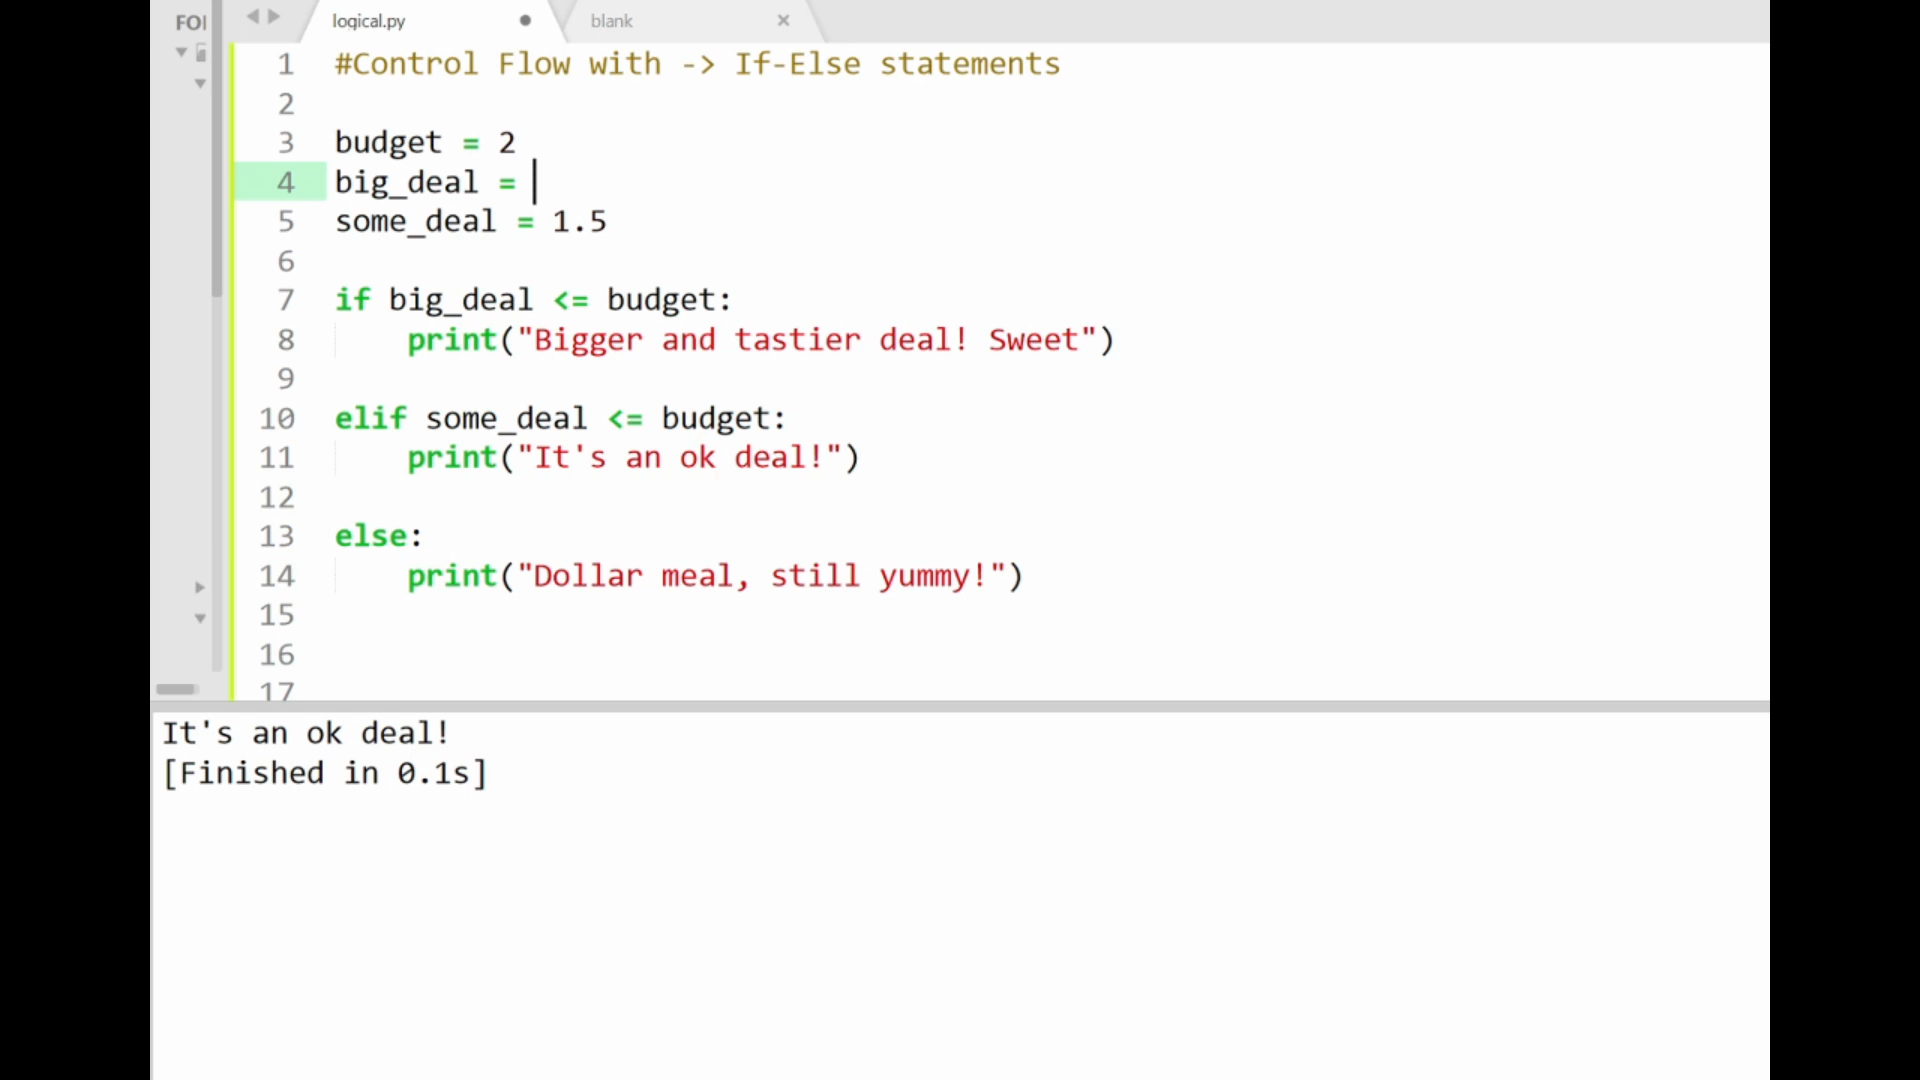 FOI
logical.py
blank
1 #Control Flow with -> If-Else statements
2
3 budget = 2
4 big_deal =
5 some_deal = 1.5
6
7 if big_deal <= budget:
8 print("Bigger and tastier deal! Sweet")
9
10 elif some_deal <= budget:
11 print("It's an ok deal!")
12
13 else:
14 print("Dollar meal, still yummy!")
15
16
17
It's an ok deal!
[Finished in 0.1s]